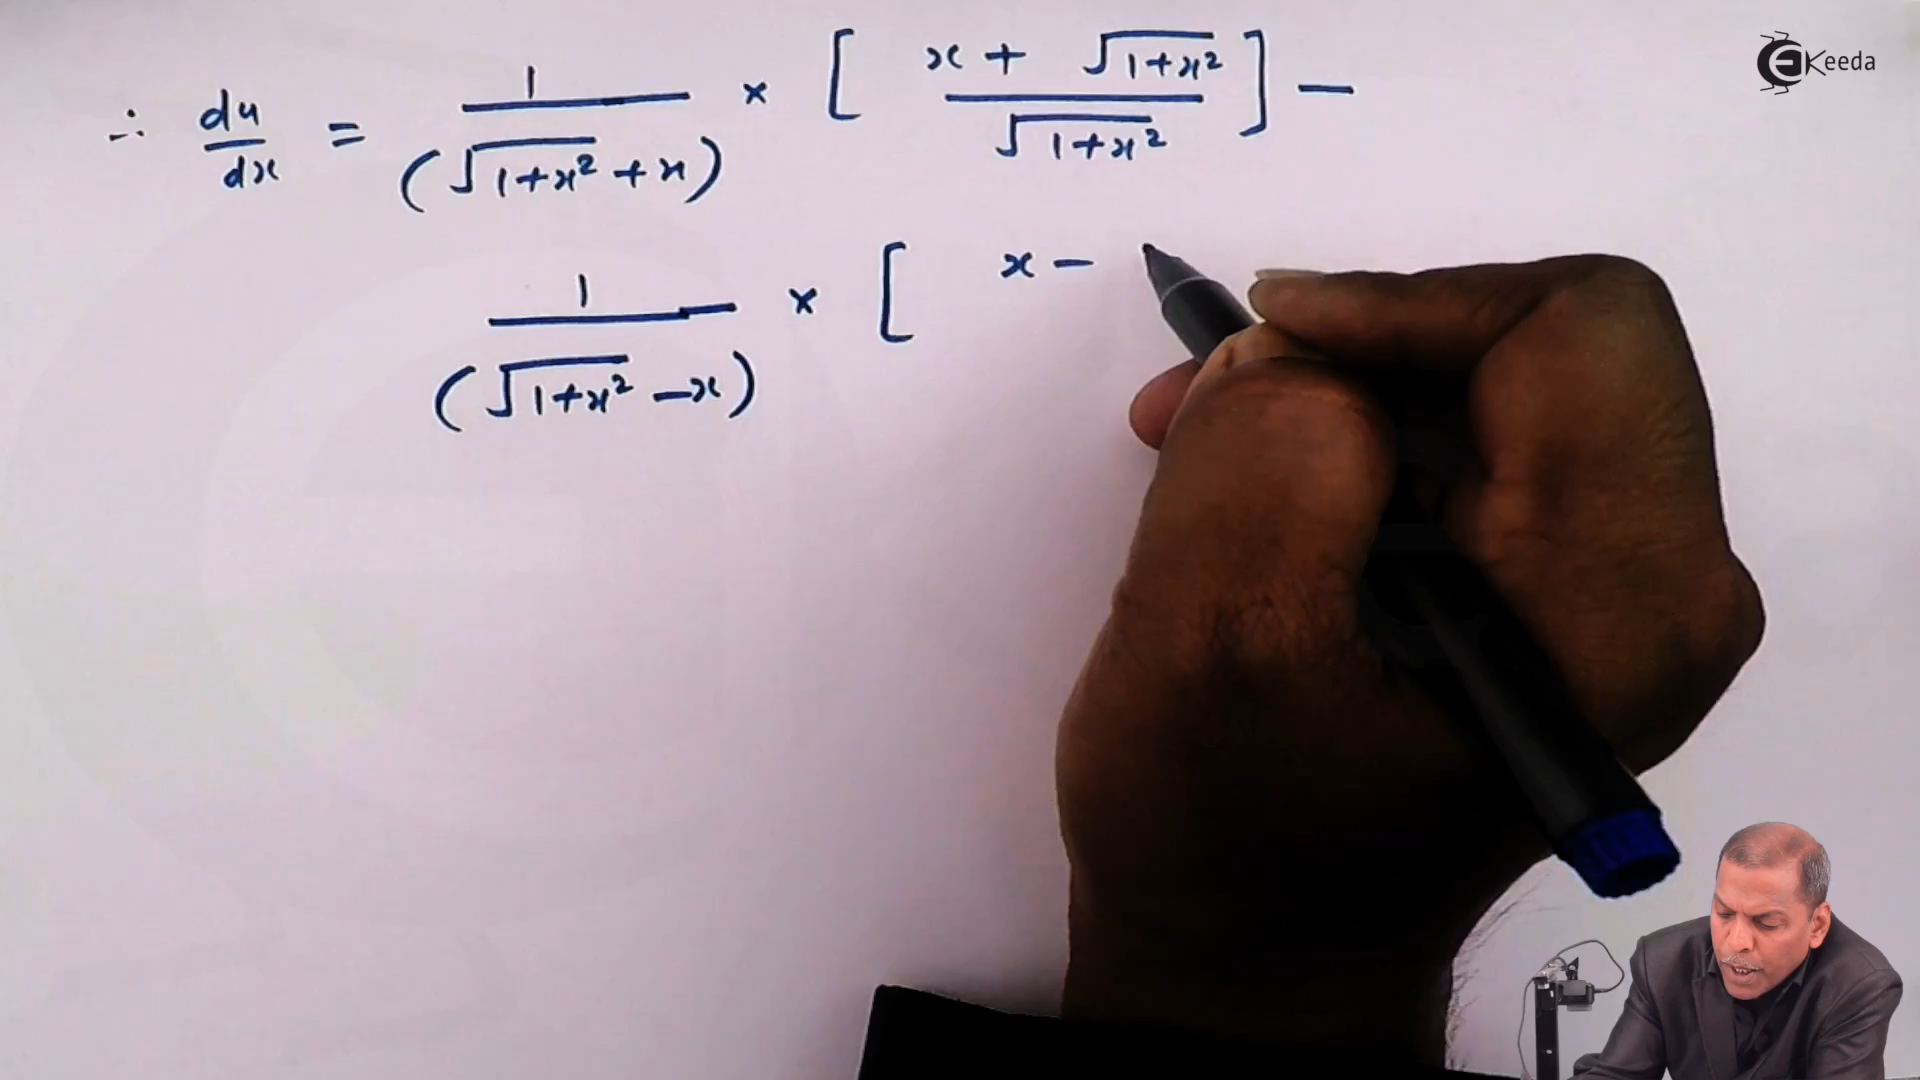 ∴ du/dx = 1/(√(1+x²) + x) × [ (x + √(1+x²))/√(1+x²) ] −
1/(√(1+x²) − x) × [ x −
EKeeda